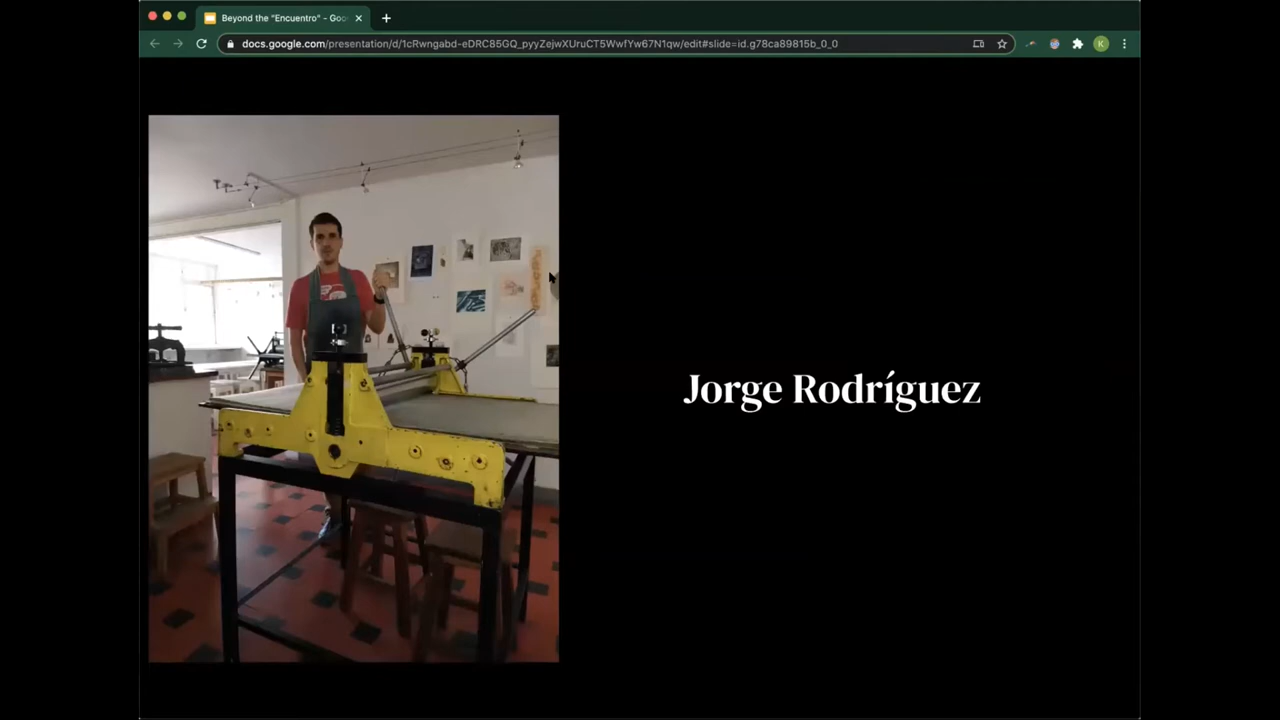 Beyond the "Encuentro" - Goo
docs.google.com/presentation/d/1cRwngabd-eDRC85GQ_pyyZejwXUruCT5WwfYw67N1qw/edit#slide=id.g78ca89815b_0_0
K
Jorge Rodríguez